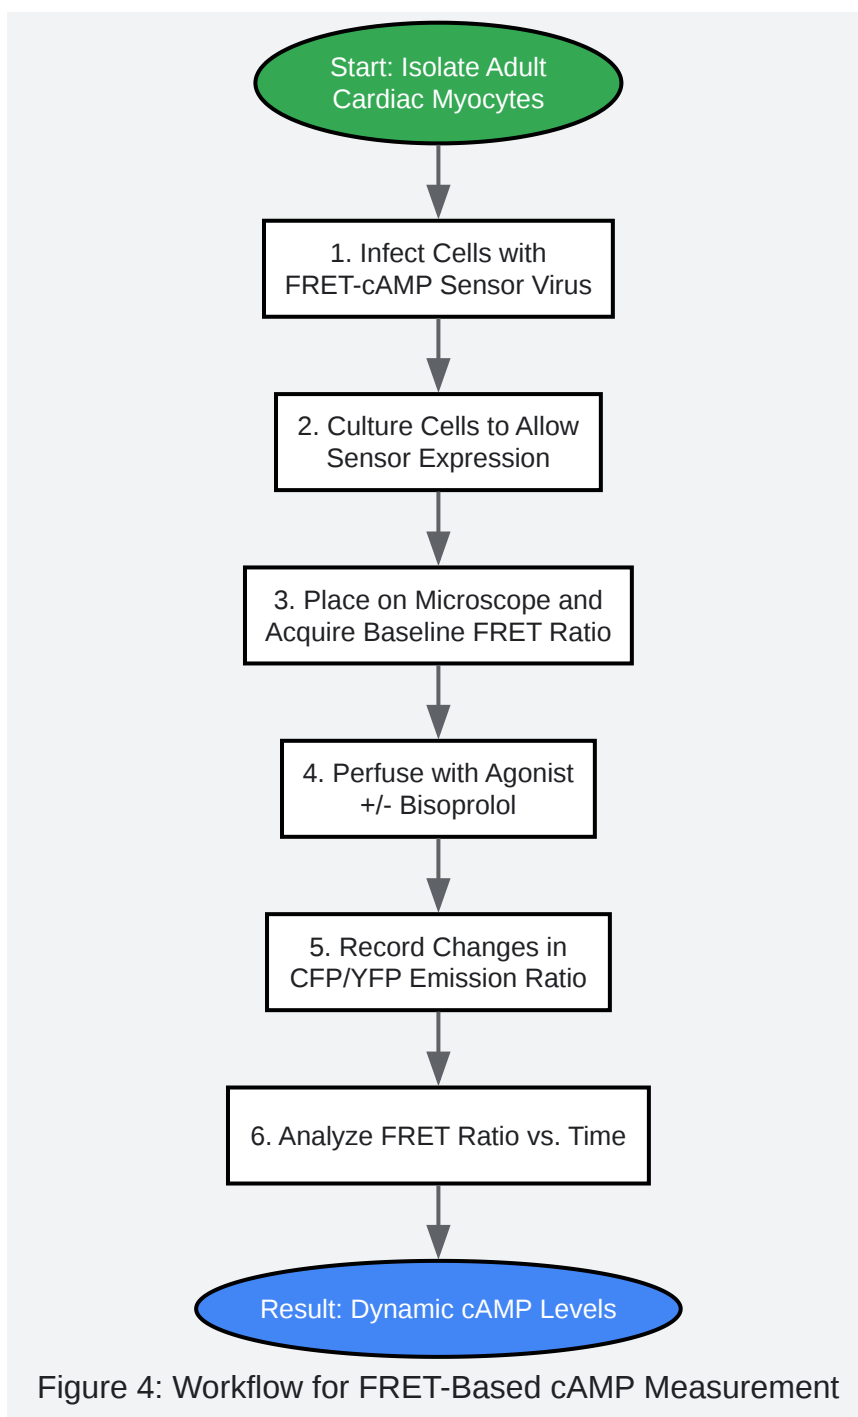 Start: Isolate Adult
Cardiac Myocytes
1. Infect Cells with
FRET-cAMP Sensor Virus
2. Culture Cells to Allow
Sensor Expression
3. Place on Microscope and
Acquire Baseline FRET Ratio
4. Perfuse with Agonist
+/- Bisoprolol
5. Record Changes in
CFP/YFP Emission Ratio
6. Analyze FRET Ratio vs. Time
Result: Dynamic cAMP Levels
Figure 4: Workflow for FRET-Based cAMP Measurement